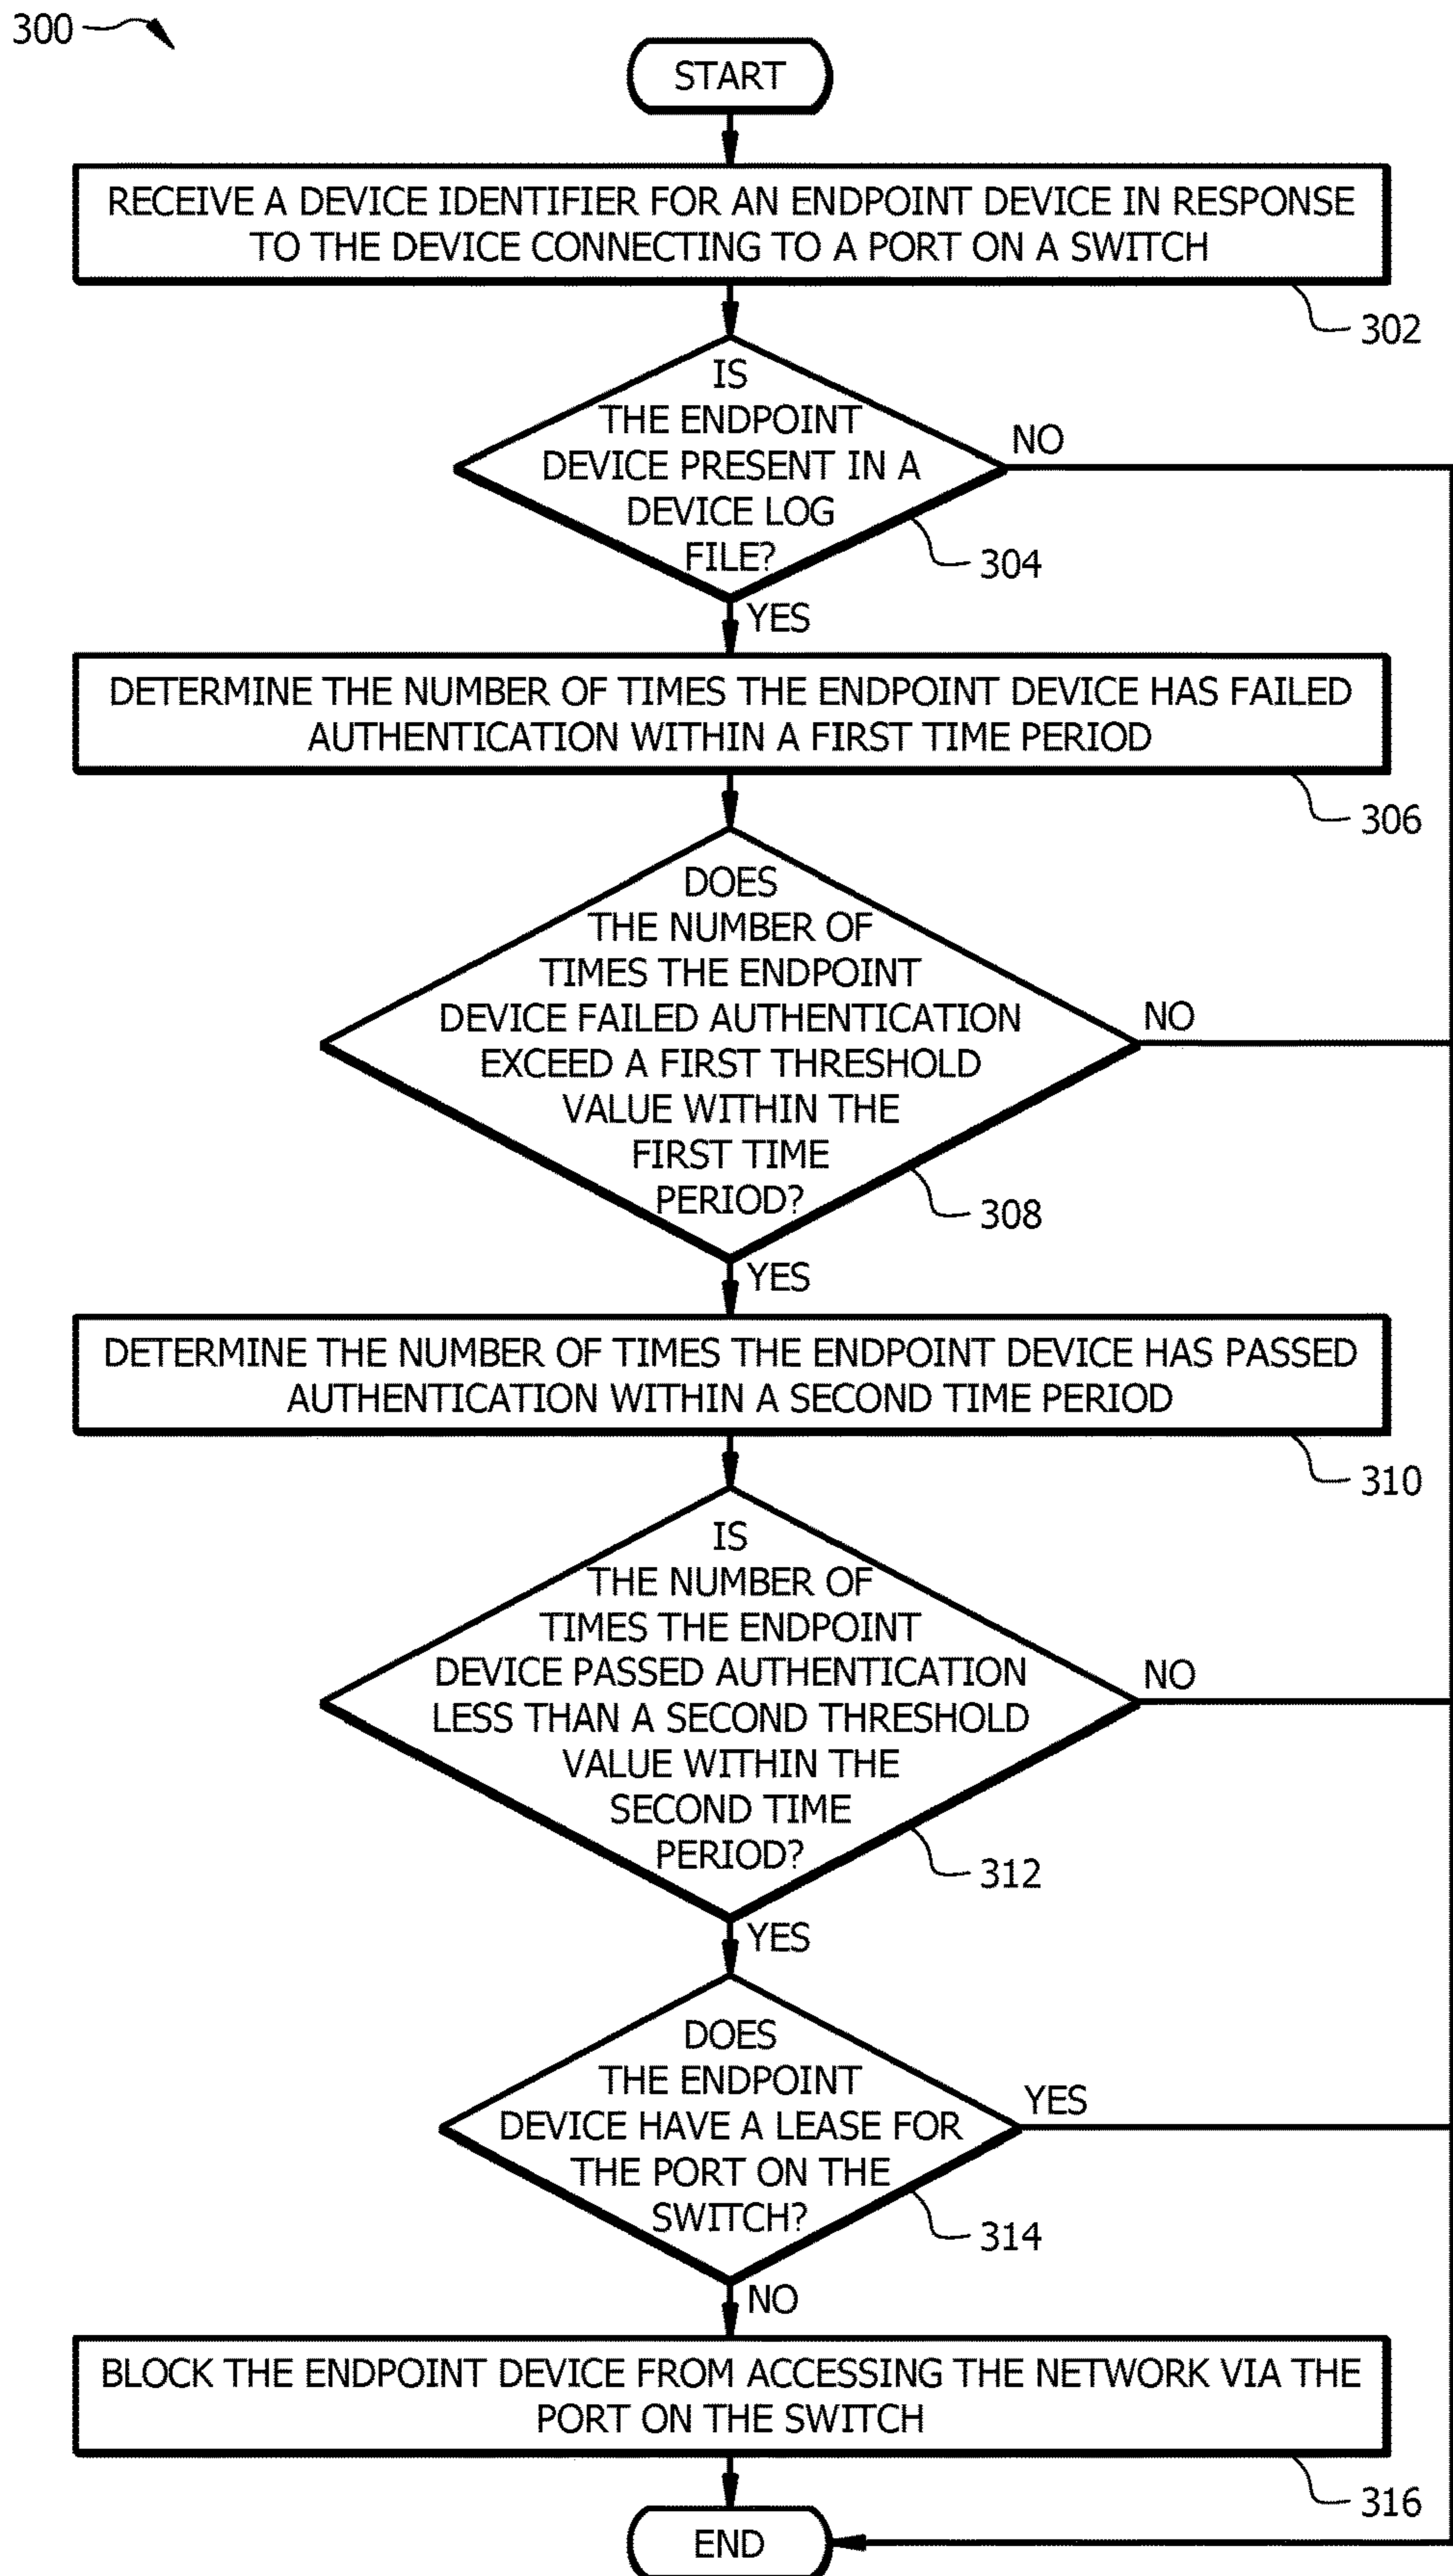 300
START
RECEIVE A DEVICE IDENTIFIER FOR AN ENDPOINT DEVICE IN RESPONSE
TO THE DEVICE CONNECTING TO A PORT ON A SWITCH
302
IS
THE ENDPOINT
DEVICE PRESENT IN A
DEVICE LOG
FILE?
NO
304
YES
DETERMINE THE NUMBER OF TIMES THE ENDPOINT DEVICE HAS FAILED
AUTHENTICATION WITHIN A FIRST TIME PERIOD
306
DOES
THE NUMBER OF
TIMES THE ENDPOINT
DEVICE FAILED AUTHENTICATION
EXCEED A FIRST THRESHOLD
VALUE WITHIN THE
FIRST TIME
PERIOD?
NO
308
YES
DETERMINE THE NUMBER OF TIMES THE ENDPOINT DEVICE HAS PASSED
AUTHENTICATION WITHIN A SECOND TIME PERIOD
310
IS
THE NUMBER OF
TIMES THE ENDPOINT
DEVICE PASSED AUTHENTICATION
LESS THAN A SECOND THRESHOLD
VALUE WITHIN THE
SECOND TIME
PERIOD?
NO
312
YES
DOES
THE ENDPOINT
DEVICE HAVE A LEASE FOR
THE PORT ON THE
SWITCH?
YES
314
NO
BLOCK THE ENDPOINT DEVICE FROM ACCESSING THE NETWORK VIA THE
PORT ON THE SWITCH
316
END